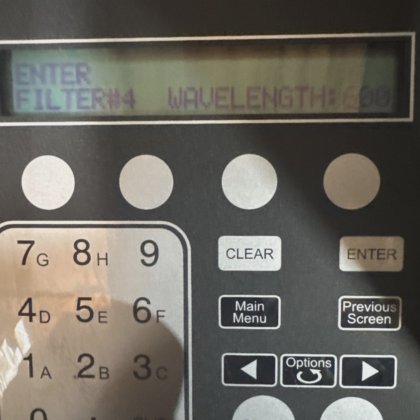 ENTER
FILTER#4 WAVELENGTH: 600
7G 8H 9 CLEAR ENTER
4D 5E 6F Main Menu Previous Screen
1A 2B 3C Options